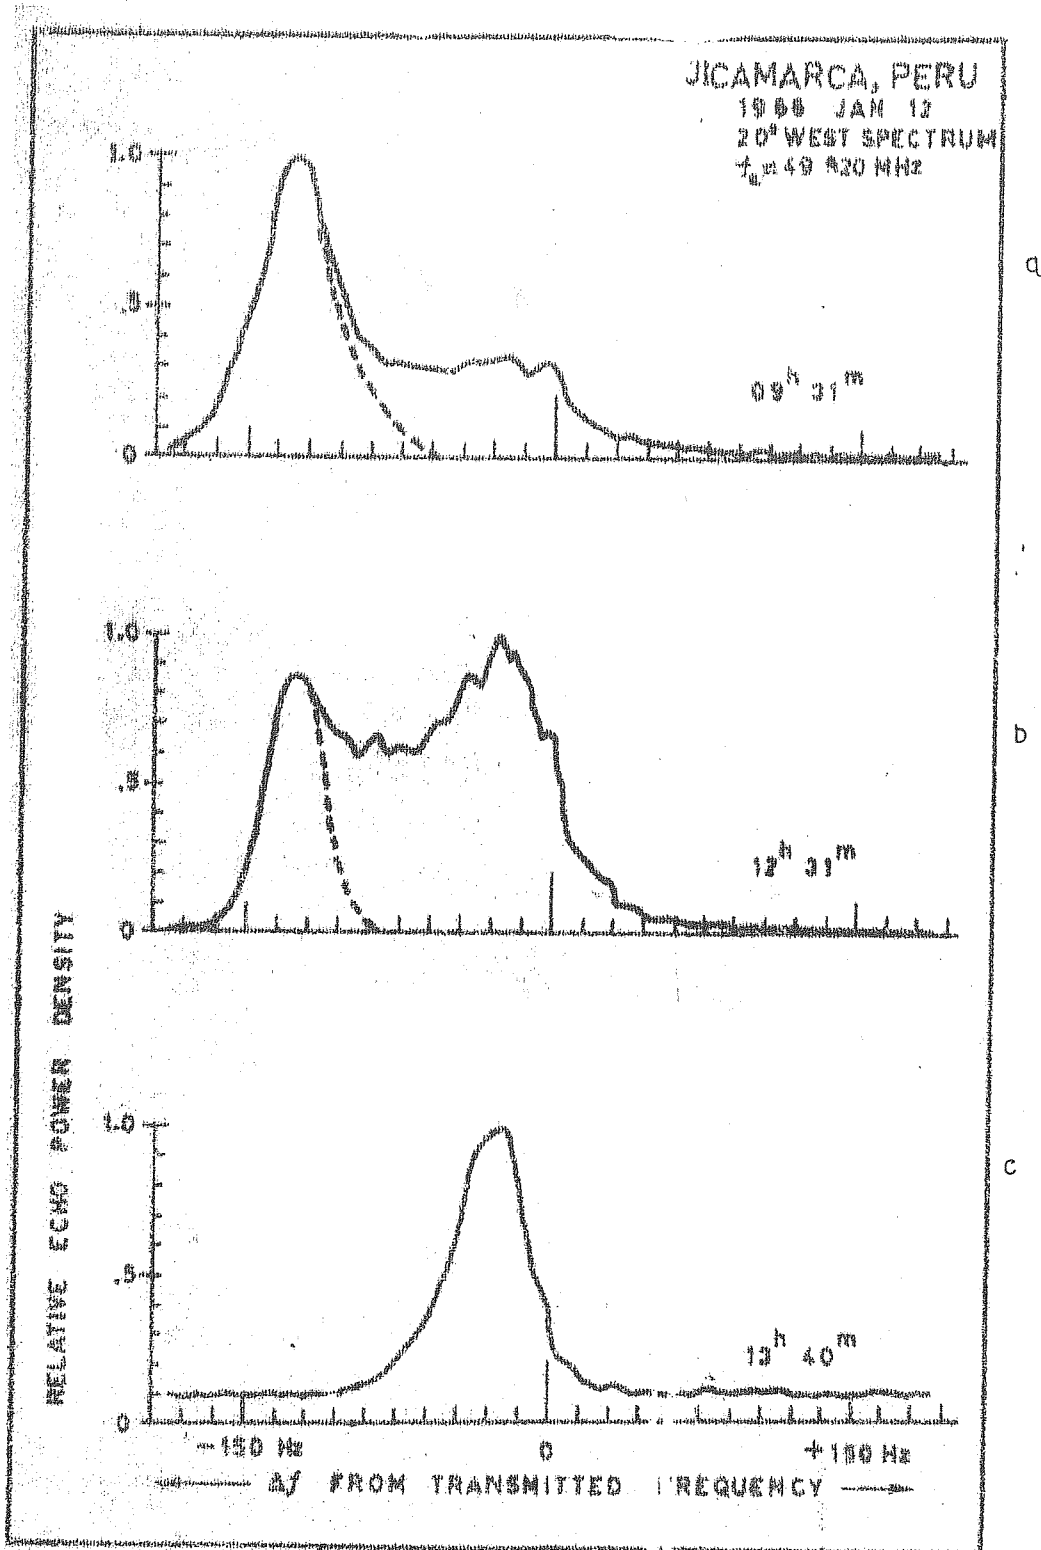 JICAMARCA, PERU
JAN 12
20° WEST SPECTRUM
MHz
1.0
.5
0
09ʰ 31ᵐ
a
1.0
.5
0
12ʰ 31ᵐ
b
1.0
.5
0
13ʰ 40ᵐ
c
RELATIVE ECHO POWER DENSITY
−150 Hz 0 +150 Hz
Δf FROM TRANSMITTED FREQUENCY